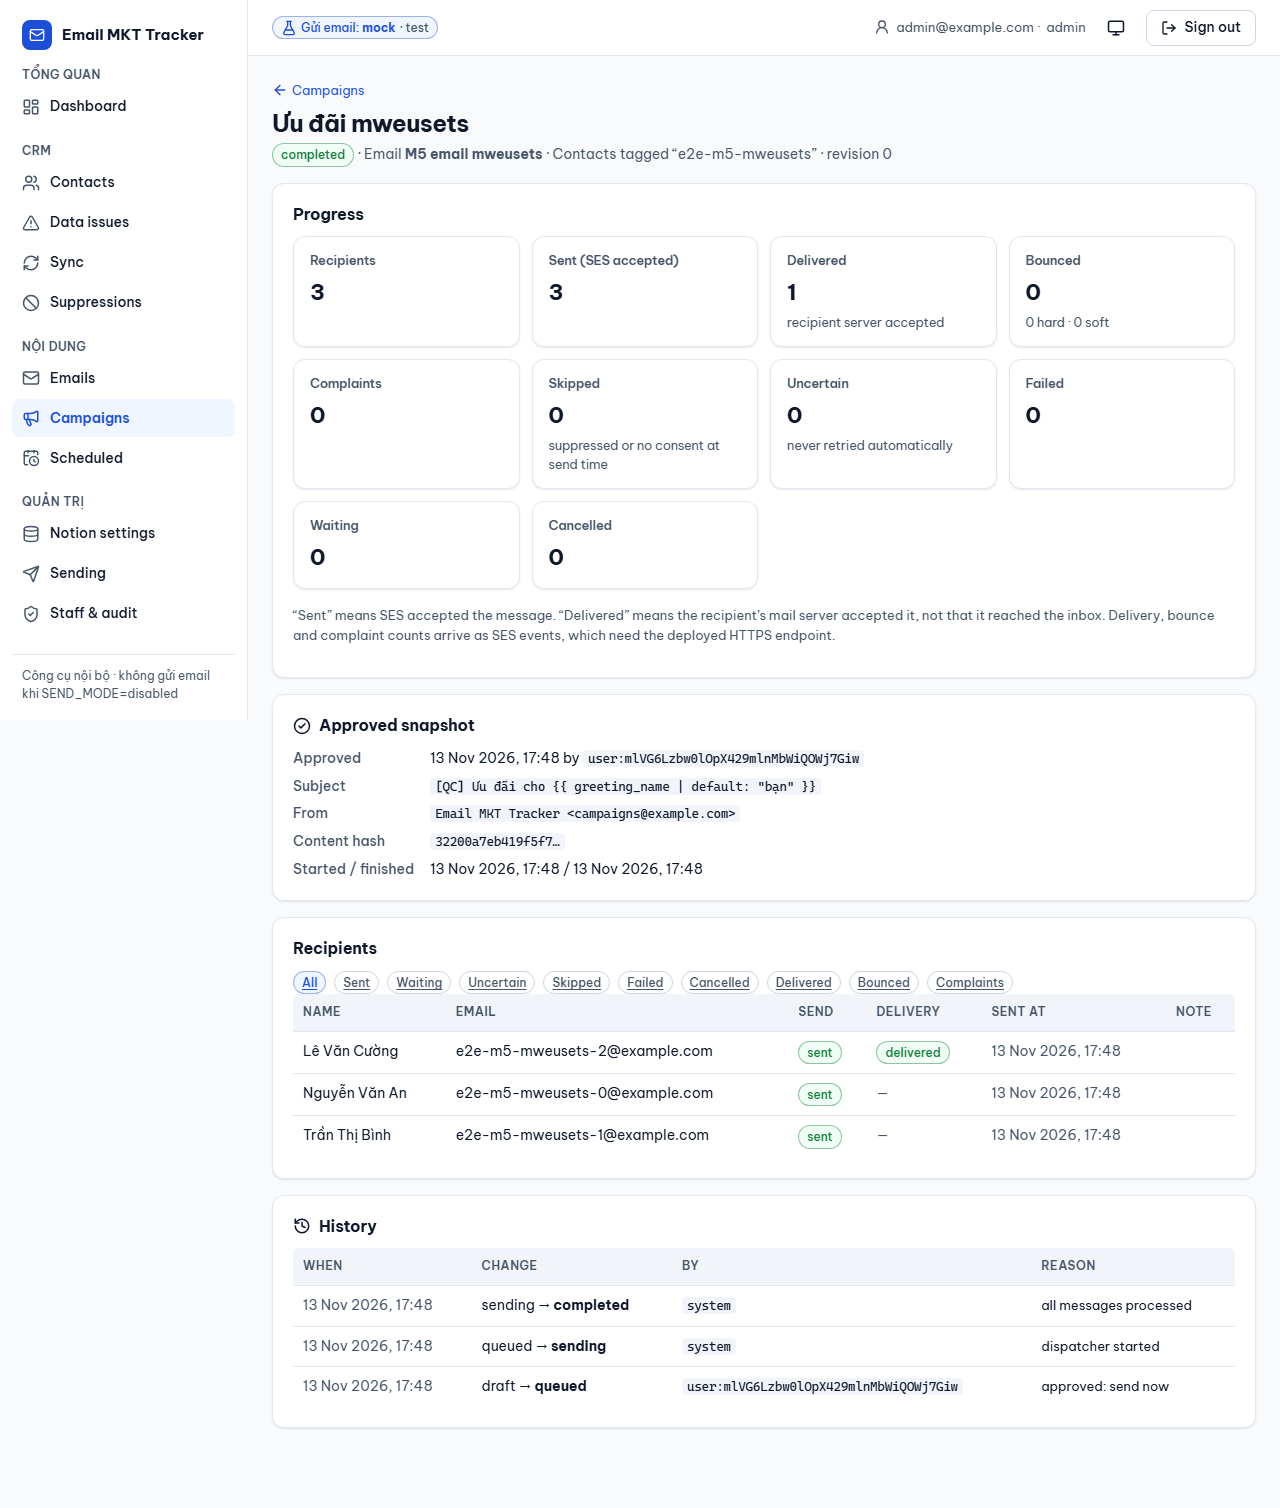 Email MKT Tracker
TỔNG QUAN
Dashboard
CRM
Contacts
Data issues
Sync
Suppressions
NỘI DUNG
Emails
Campaigns
Scheduled
QUẢN TRỊ
Notion settings
Sending
Staff & audit
Công cụ nội bộ · không gửi email
khi SEND_MODE=disabled
Gửi email: mock · test
admin@example.com · admin
Sign out
← Campaigns
Ưu đãi mweusets
completed · Email M5 email mweusets · Contacts tagged “e2e-m5-mweusets” · revision 0
Progress
Recipients
3
Sent (SES accepted)
3
Delivered
1
recipient server accepted
Bounced
0
0 hard · 0 soft
Complaints
0
Skipped
0
suppressed or no consent at
send time
Uncertain
0
never retried automatically
Failed
0
Waiting
0
Cancelled
0
“Sent” means SES accepted the message. “Delivered” means the recipient’s mail server accepted it, not that it reached the inbox. Delivery, bounce
and complaint counts arrive as SES events, which need the deployed HTTPS endpoint.
Approved snapshot
Approved 13 Nov 2026, 17:48 by user:mlVG6Lzbw0lOpX429mlnMbWiQOWj7Giw
Subject [QC] Ưu đãi cho {{ greeting_name | default: "bạn" }}
From Email MKT Tracker <campaigns@example.com>
Content hash 32200a7eb419f5f7…
Started / finished 13 Nov 2026, 17:48 / 13 Nov 2026, 17:48
Recipients
All Sent Waiting Uncertain Skipped Failed Cancelled Delivered Bounced Complaints
NAME EMAIL SEND DELIVERY SENT AT NOTE
Lê Văn Cường e2e-m5-mweusets-2@example.com sent delivered 13 Nov 2026, 17:48
Nguyễn Văn An e2e-m5-mweusets-0@example.com sent — 13 Nov 2026, 17:48
Trần Thị Bình e2e-m5-mweusets-1@example.com sent — 13 Nov 2026, 17:48
History
WHEN CHANGE BY REASON
13 Nov 2026, 17:48 sending → completed system all messages processed
13 Nov 2026, 17:48 queued → sending system dispatcher started
13 Nov 2026, 17:48 draft → queued user:mlVG6Lzbw0lOpX429mlnMbWiQOWj7Giw approved: send now